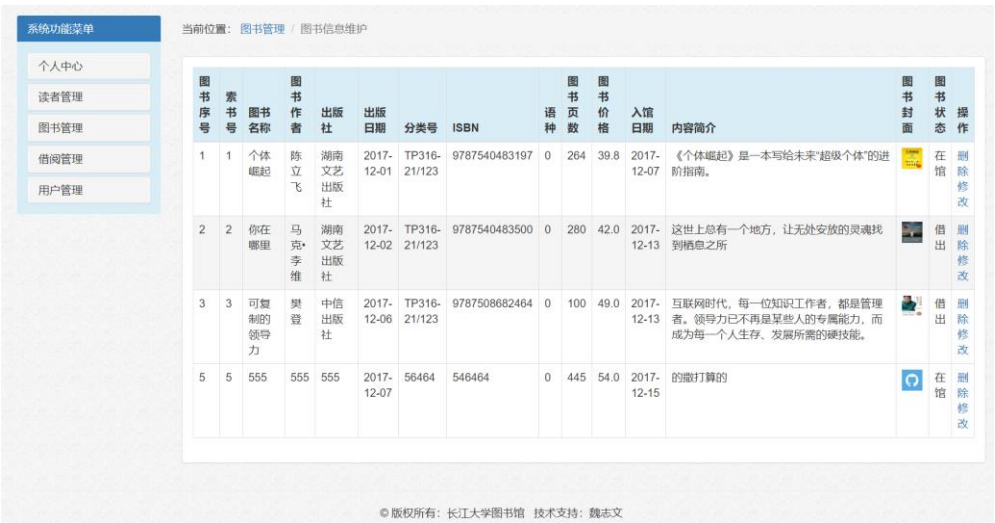 系统功能菜单
当前位置： 图书管理 / 图书信息维护
个人中心
读者管理
图书管理
借阅管理
用户管理
图书序号 索书号 图书名称 图书作者 出版社 出版日期 分类号 ISBN 语种 图书页数 图书价格 入馆日期 内容简介 图书封面 图书状态 操作
1 1 个体崛起 陈立飞 湖南文艺出版社 2017-12-01 TP316-21/123 9787540483197 0 264 39.8 2017-12-07 《个体崛起》是一本写给未来“超级个体”的进阶指南。 在馆 删除 修改
2 2 你在哪里 马克•李维 湖南文艺出版社 2017-12-02 TP316-21/123 9787540483500 0 280 42.0 2017-12-13 这世上总有一个地方，让无处安放的灵魂找到栖息之所 借出 删除 修改
3 3 可复制的领导力 樊登 中信出版社 2017-12-06 TP316-21/123 9787508682464 0 100 49.0 2017-12-13 互联网时代，每一位知识工作者，都是管理者。领导力已不再是某些人的专属能力，而成为每一个人生存、发展所需的硬技能。 借出 删除 修改
5 5 555 555 555 2017-12-07 56464 546464 0 445 54.0 2017-12-15 的撒打算的 在馆 删除 修改
© 版权所有：长江大学图书馆 技术支持：魏志文